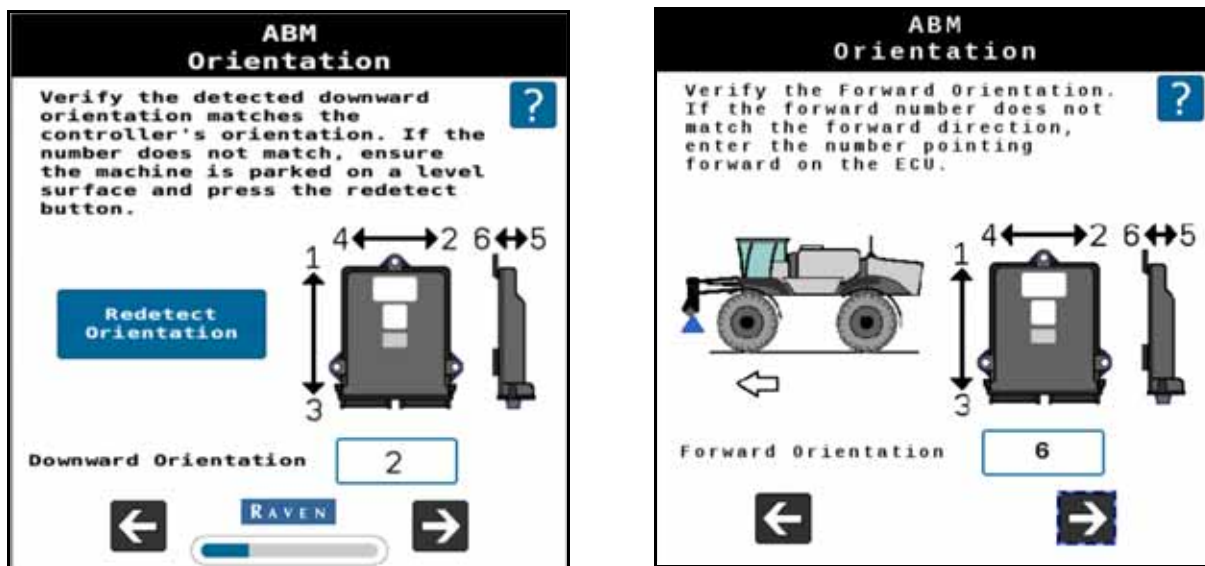 ABM
Orientation
Verify the detected downward
orientation matches the
controller's orientation. If the
number does not match, ensure
the machine is parked on a level
surface and press the redetect
button.
?
4 2 6 5
1
Redetect
Orientation
3
Downward Orientation 2
RAVEN
ABM
Orientation
Verify the Forward Orientation.
If the forward number does not
match the forward direction,
enter the number pointing
forward on the ECU.
?
4 2 6 5
1
3
Forward Orientation 6